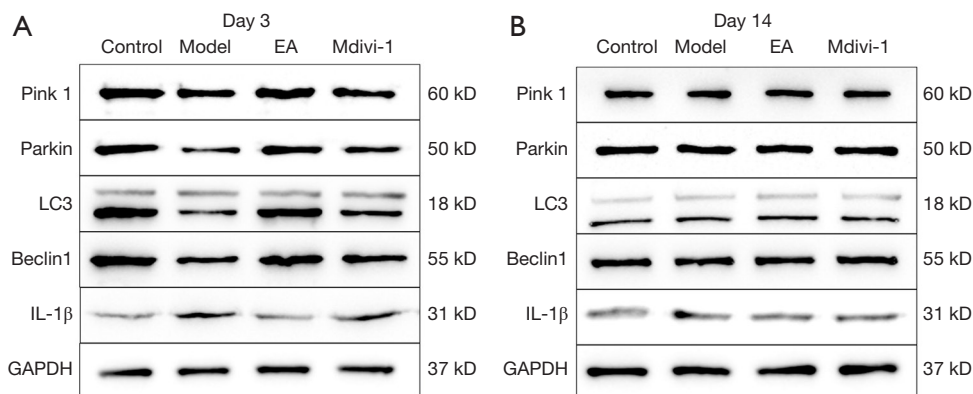 A
Day 3
Control Model EA Mdivi-1
Pink 1 60 kD
Parkin 50 kD
LC3 18 kD
Beclin1 55 kD
IL-1β 31 kD
GAPDH 37 kD
B
Day 14
Control Model EA Mdivi-1
Pink 1 60 kD
Parkin 50 kD
LC3 18 kD
Beclin1 55 kD
IL-1β 31 kD
GAPDH 37 kD